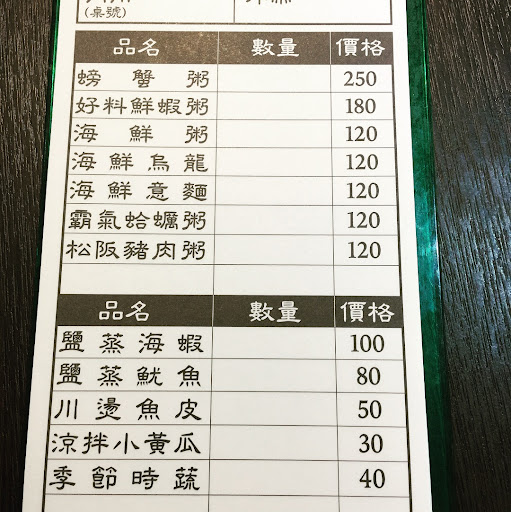 (桌號)
品名 數量 價格
螃蟹粥 250
好料鮮蝦粥 180
海鮮粥 120
海鮮烏龍 120
海鮮意麵 120
霸氣蛤蠣粥 120
松阪豬肉粥 120
品名 數量 價格
鹽蒸海蝦 100
鹽蒸魷魚 80
川燙魚皮 50
涼拌小黃瓜 30
季節時蔬 40